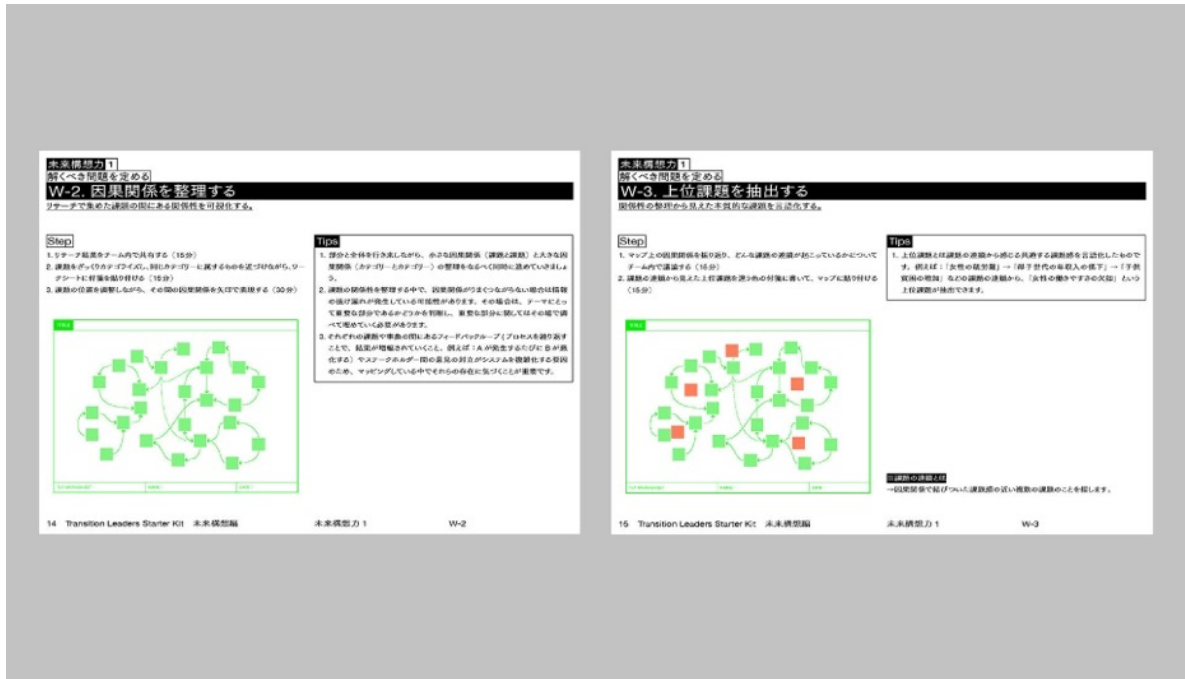 未来構想力 1
解くべき問題を定める
W-2. 因果関係を整理する
リサーチで集めた課題の間にある関係性を可視化する。
Step
1. リサーチ結果をチーム内で共有する(15分)
2. 課題をざっくりカテゴライズし、同じカテゴリーに属するものを近づけながら、ワー
クシートに付箋を貼り付ける(15分)
3. 課題の位置を調整しながら、その間の因果関係を矢印で表現する(30分)
Tips
1. 部分と全体を行き来しながら、小さな因果関係(課題と課題)と大きな因
果関係(カテゴリーとカテゴリー)の整理をなるべく同時に進めていきましょ
う。
2. 課題の関係性を整理する中で、因果関係がうまくつながらない場合は情報
の抜け漏れが発生している可能性があります。その場合は、テーマにとっ
て重要な部分であるかどうかを判断し、重要な部分に関してはその場で調
べて埋めていく必要があります。
3. それぞれの課題や事象の間にあるフィードバックループ(プロセスを繰り返す
ことで、結果が増幅されていくこと。例えば:Aが発生するたびにBが悪
化する)やステークホルダー間の意見の対立がシステムを複雑化する要因
のため、マッピングしている中でそれらの存在に気づくことが重要です。
14 Transition Leaders Starter Kit 未来構想編 未来構想力 1 W-2
未来構想力 1
解くべき問題を定める
W-3. 上位課題を抽出する
関係性の整理から見えた本質的な課題を言語化する。
Step
1. マップ上の因果関係を振り返り、どんな課題の連鎖が起こっているかについて
チーム内で議論する(15分)
2. 課題の連鎖から見えた上位課題を違う色の付箋に書いて、マップに貼り付ける
(15分)
Tips
1. 上位課題とは課題の連鎖から感じる共通する課題感を言語化したもので
す。例えば:「女性の就労難」→「母子世代の年収入の低下」→「子供
貧困の増加」などの課題の連鎖から、「女性の働きやすさの欠如」という
上位課題が抽出できます。
※課題の連鎖とは
→因果関係で結びついた課題感の近い複数の課題のことを指します。
15 Transition Leaders Starter Kit 未来構想編 未来構想力 1 W-3